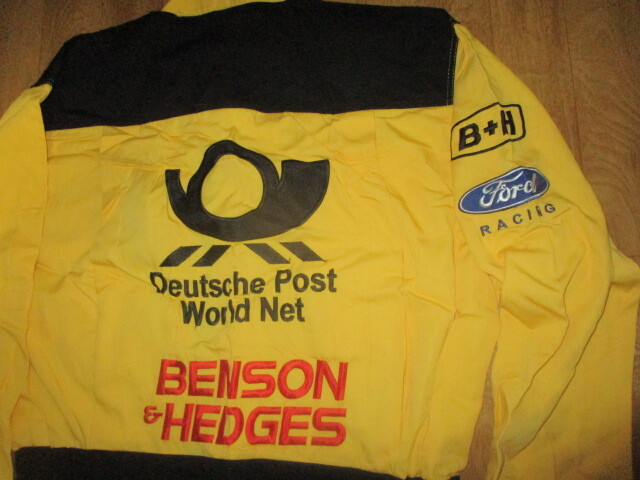 B+H
Ford
RACING
Deutsche Post
World Net
BENSON
& HEDGES